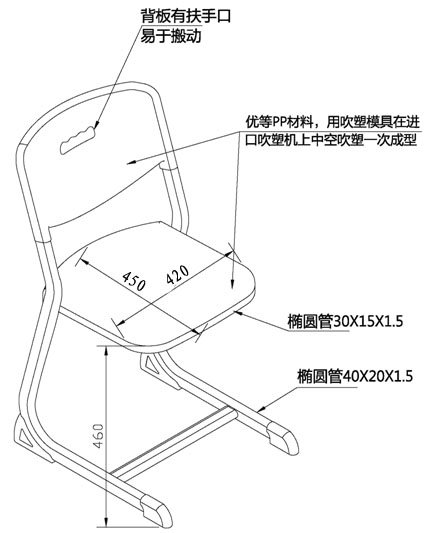 背板有扶手口
易于搬动
优等PP材料，用吹塑模具在进
口吹塑机上中空吹塑一次成型
450
420
椭圆管30X15X1.5
椭圆管40X20X1.5
460